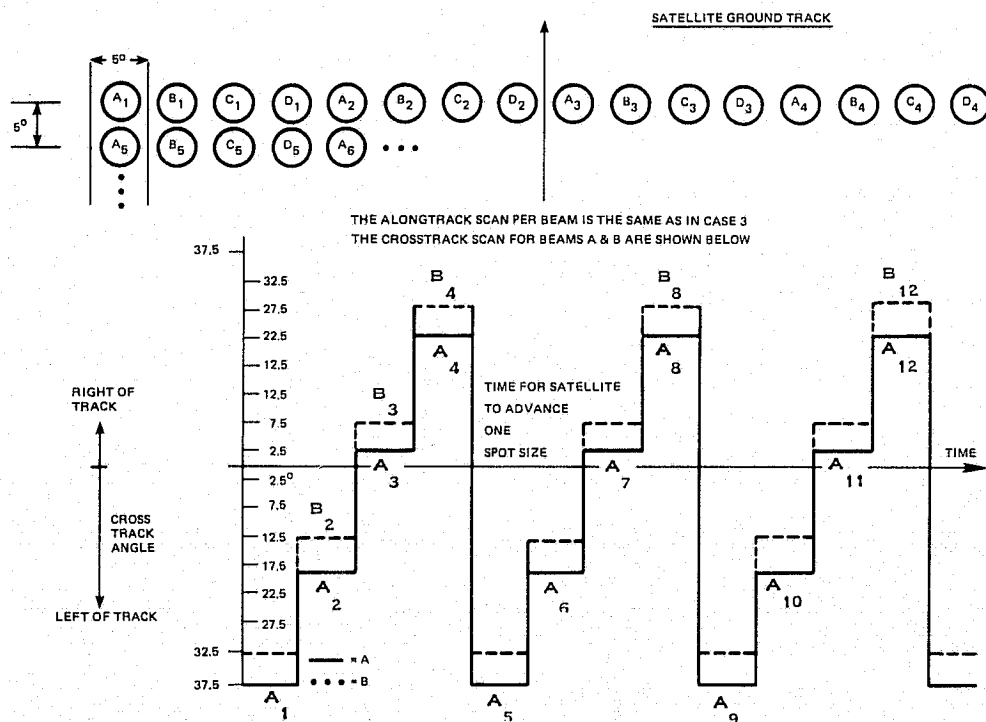 SATELLITE GROUND TRACK
5°
A1 B1 C1 D1 A2 B2 C2 D2 A3 B3 C3 D3 A4 B4 C4 D4
5°
A5 B5 C5 D5 A6 • • •
THE ALONGTRACK SCAN PER BEAM IS THE SAME AS IN CASE 3
THE CROSSTRACK SCAN FOR BEAMS A & B ARE SHOWN BELOW
37.5
32.5
27.5
22.5
12.5
12.5
7.5
2.5
2.5°
7.5
12.5
17.5
22.5
27.5
32.5
37.5
RIGHT OF
TRACK
CROSS
TRACK
ANGLE
LEFT OF TRACK
B4 B8 B12
A4 A8 A12
TIME FOR SATELLITE
TO ADVANCE
ONE
SPOT SIZE
B3
A3 A7 A11
TIME
B2
A2 A6 A10
= A
= B
A1 A5 A9